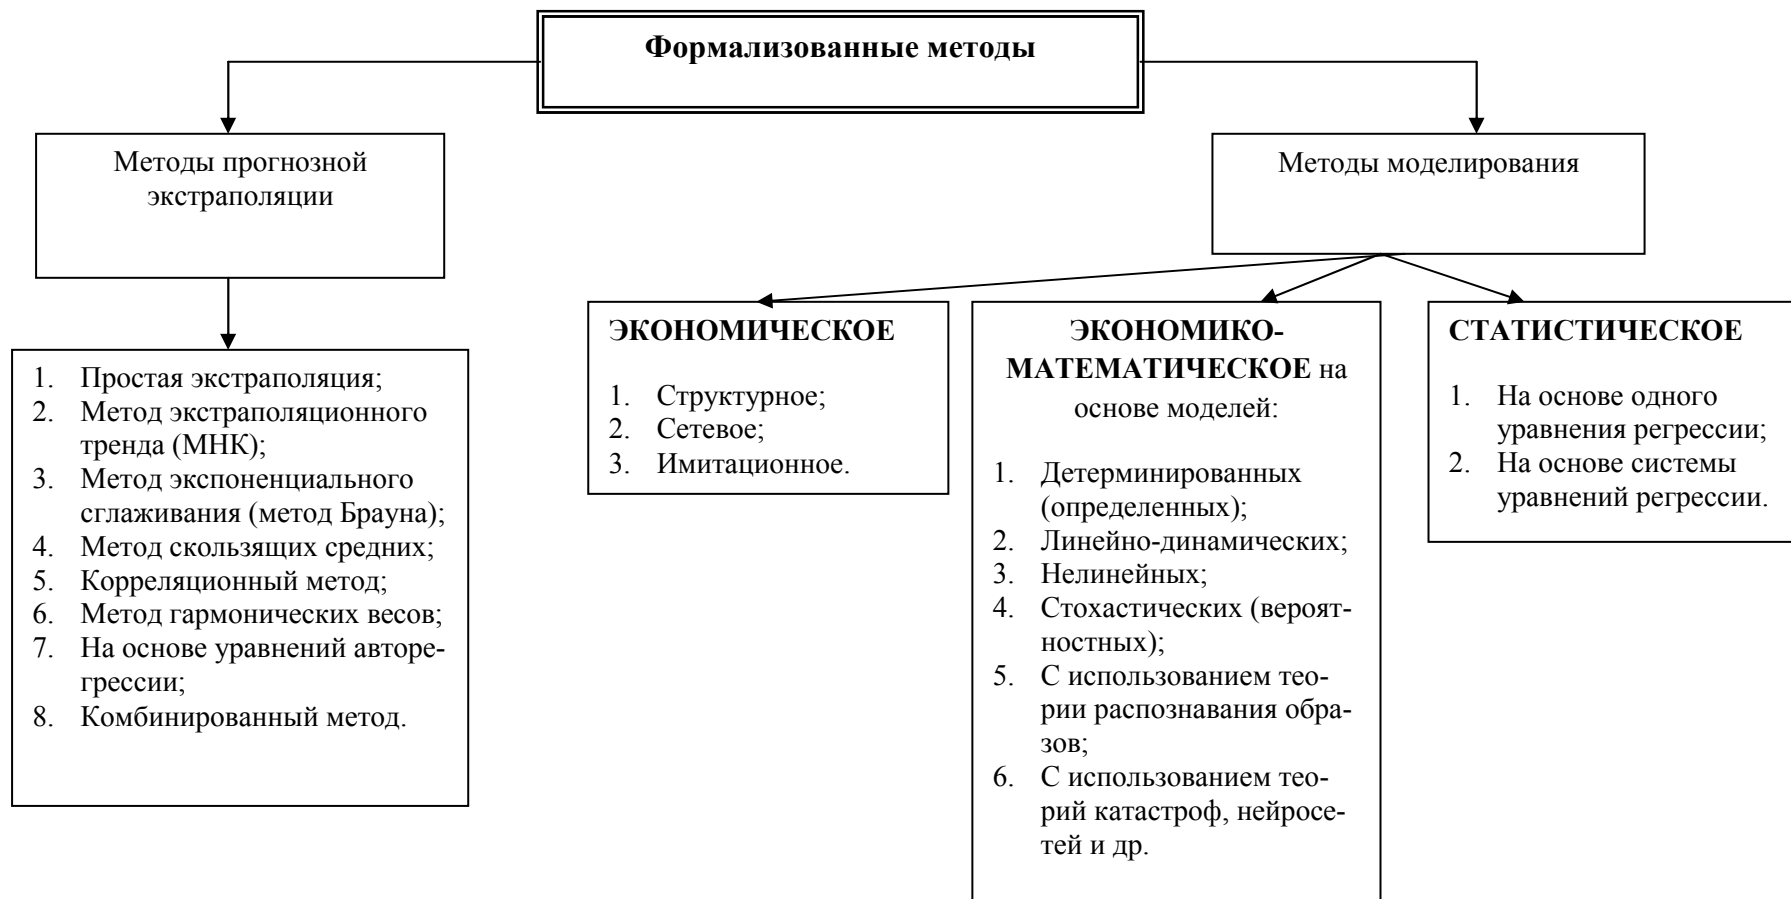 Формализованные методы
Методы прогнозной
экстраполяции
Методы моделирования
1. Простая экстраполяция;
2. Метод экстраполяционного
тренда (МНК);
3. Метод экспоненциального
сглаживания (метод Брауна);
4. Метод скользящих средних;
5. Корреляционный метод;
6. Метод гармонических весов;
7. На основе уравнений авторе-
грессии;
8. Комбинированный метод.
ЭКОНОМИЧЕСКОЕ
1. Структурное;
2. Сетевое;
3. Имитационное.
ЭКОНОМИКО-
МАТЕМАТИЧЕСКОЕ на
основе моделей:
1. Детерминированных
(определенных);
2. Линейно-динамических;
3. Нелинейных;
4. Стохастических (вероят-
ностных);
5. С использованием тео-
рии распознавания обра-
зов;
6. С использованием тео-
рий катастроф, нейросе-
тей и др.
СТАТИСТИЧЕСКОЕ
1. На основе одного
уравнения регрессии;
2. На основе системы
уравнений регрессии.